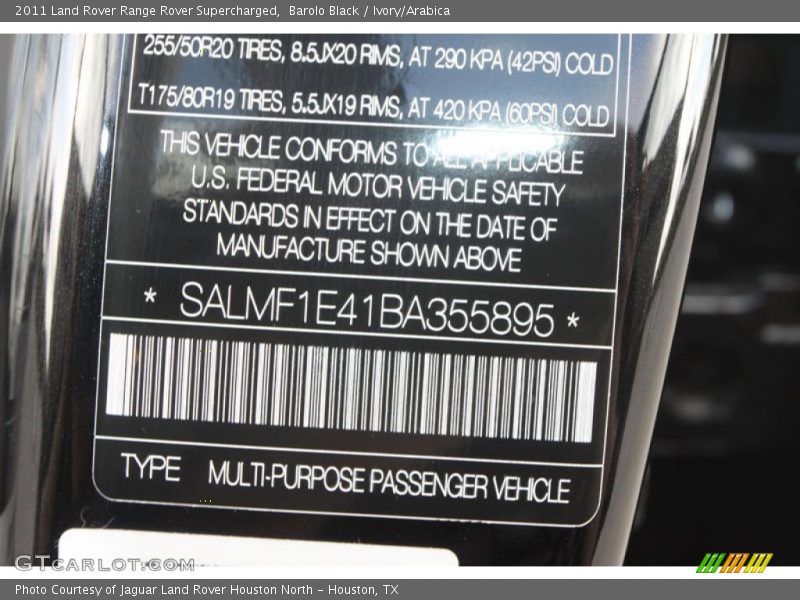 2011 Land Rover Range Rover Supercharged,  Barolo Black / Ivory/Arabica
255/50R20 TIRES, 8.5JX20 RIMS, AT 290 KPA (42PSI) COLD
T175/80R19 TIRES, 5.5JX19 RIMS, AT 420 KPA (60PSI) COLD
THIS VEHICLE CONFORMS TO ALL APPLICABLE
U.S. FEDERAL MOTOR VEHICLE SAFETY
STANDARDS IN EFFECT ON THE DATE OF
MANUFACTURE SHOWN ABOVE
* SALMF1E41BA355895 *
TYPE MULTI-PURPOSE PASSENGER VEHICLE
GTCARLOT.COM
Photo Courtesy of Jaguar Land Rover Houston North - Houston, TX